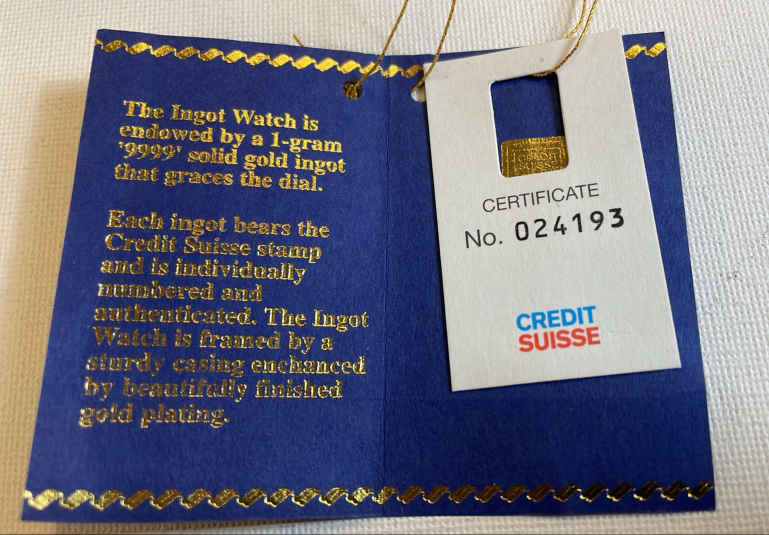 The Ingot Watch is
endowed by a 1-gram
'9999' solid gold ingot
that graces the dial.
Each ingot bears the
Credit Suisse stamp
and is individually
numbered and
authenticated. The Ingot
Watch is framed by a
sturdy casing enchanced
by beautifully finished
gold plating.
CREDIT
SUISSE
CERTIFICATE
No. 024193
CREDIT
SUISSE